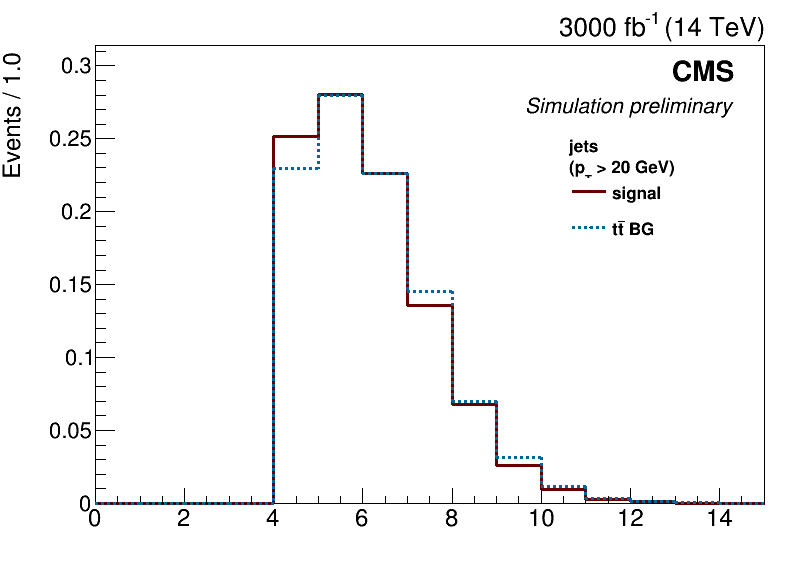 3000 fb⁻¹ (14 TeV)
Events / 1.0
CMS
Simulation preliminary
jets
(p_T > 20 GeV)
signal
tt̄ BG
0.3
0.25
0.2
0.15
0.1
0.05
0
0 2 4 6 8 10 12 14